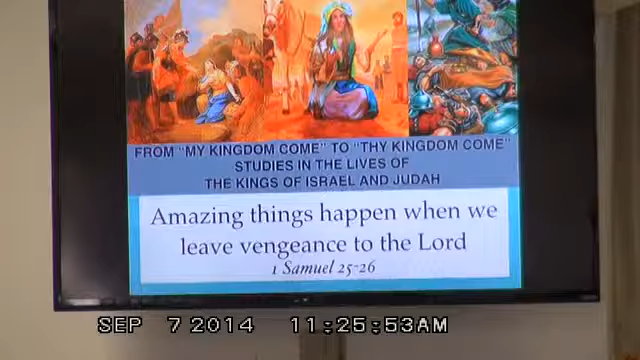 FROM "MY KINGDOM COME" TO "THY KINGDOM COME"
STUDIES IN THE LIVES OF
THE KINGS OF ISRAEL AND JUDAH
Amazing things happen when we
leave vengeance to the Lord
1 Samuel 25-26
SEP 7 2014 11:25:53AM